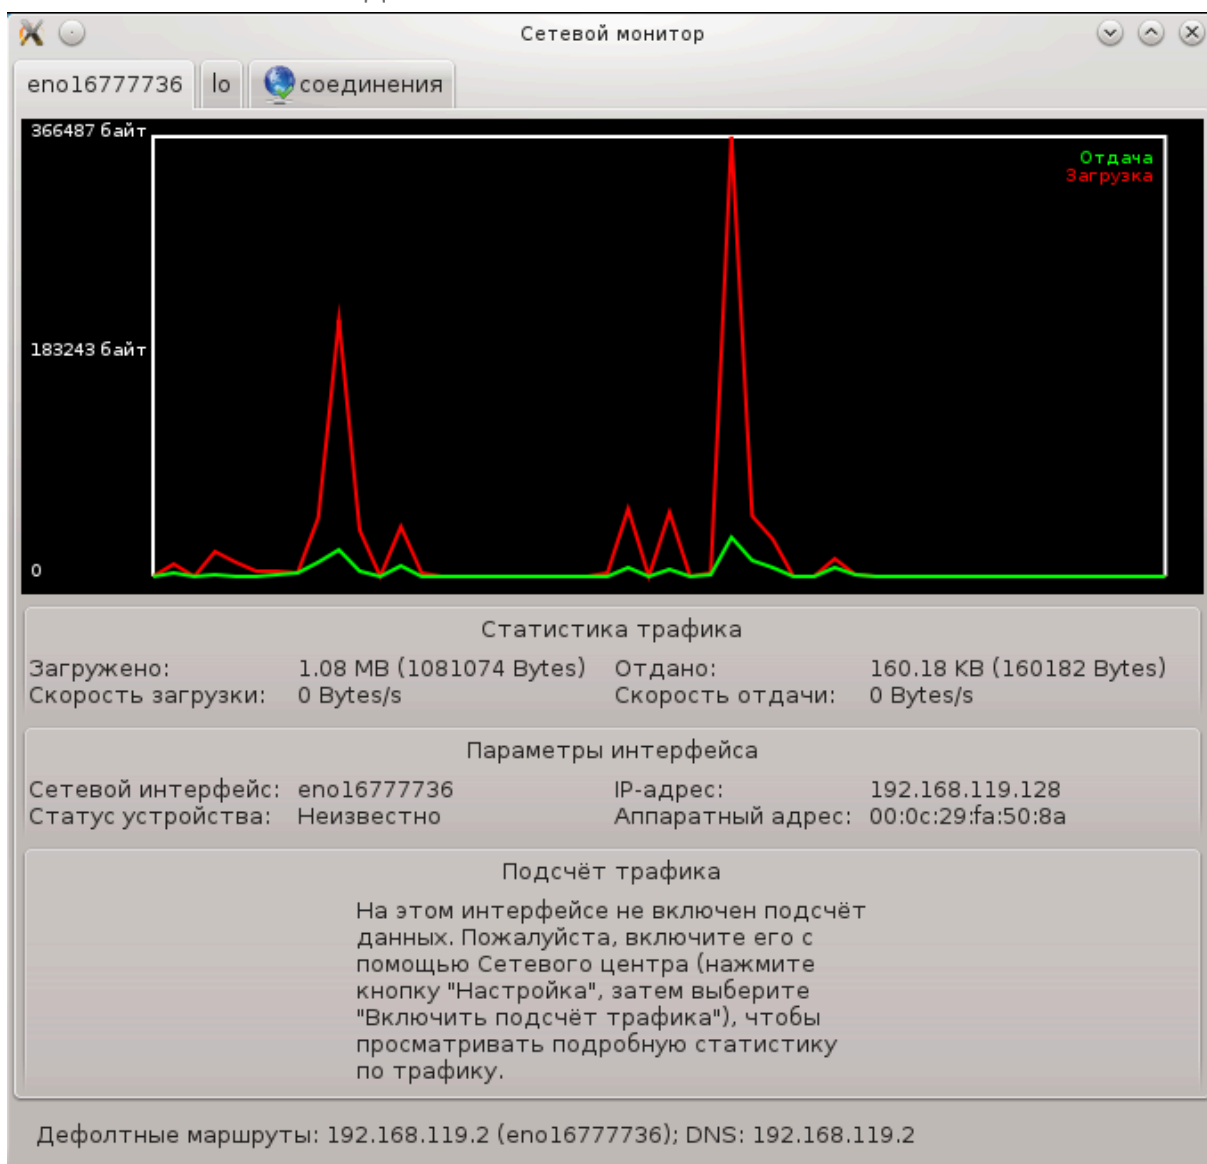 Сетевой монитор
eno16777736 lo соединения
366487 байт
Отдача
Загрузка
183243 байт
0
Статистика трафика
Загружено: 1.08 MB (1081074 Bytes) Отдано: 160.18 KB (160182 Bytes)
Скорость загрузки: 0 Bytes/s Скорость отдачи: 0 Bytes/s
Параметры интерфейса
Сетевой интерфейс: eno16777736 IP-адрес: 192.168.119.128
Статус устройства: Неизвестно Аппаратный адрес: 00:0c:29:fa:50:8a
Подсчёт трафика
На этом интерфейсе не включен подсчёт
данных. Пожалуйста, включите его с
помощью Сетевого центра (нажмите
кнопку "Настройка", затем выберите
"Включить подсчёт трафика"), чтобы
просматривать подробную статистику
по трафику.
Дефолтные маршруты: 192.168.119.2 (eno16777736); DNS: 192.168.119.2